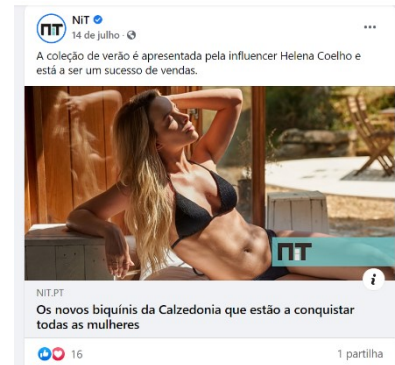 NiT
NiT
14 de julho ·
A coleção de verão é apresentada pela influencer Helena Coelho e
está a ser um sucesso de vendas.
NiT
i
NIT.PT
Os novos biquínis da Calzedonia que estão a conquistar
todas as mulheres
16
1 partilha